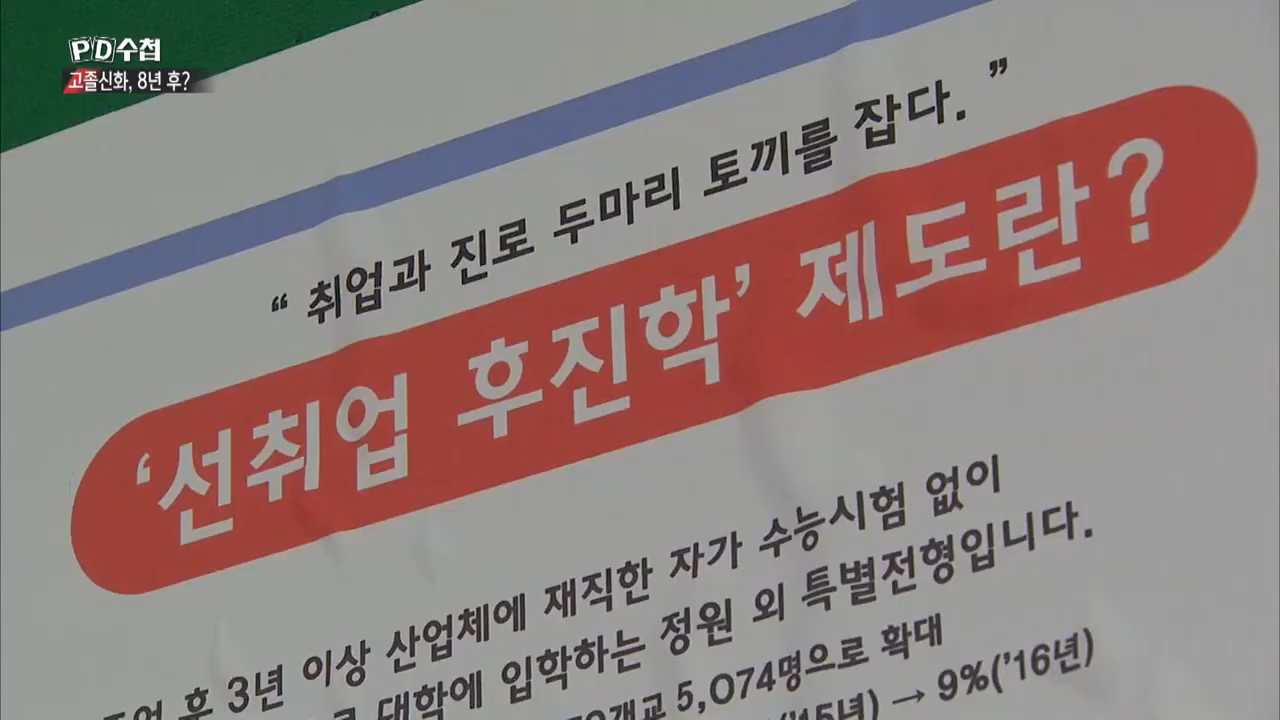 PD수첩
고졸신화, 8년 후?
“ 취업과 진로 두마리 토끼를 잡다. ”
‘선취업 후진학’ 제도란?
후 3년 이상 산업체에 재직한 자가 수능시험 없이
대학에 입학하는 정원 외 특별전형입니다.
5,074명으로 확대
('15년) → 9%('16년)